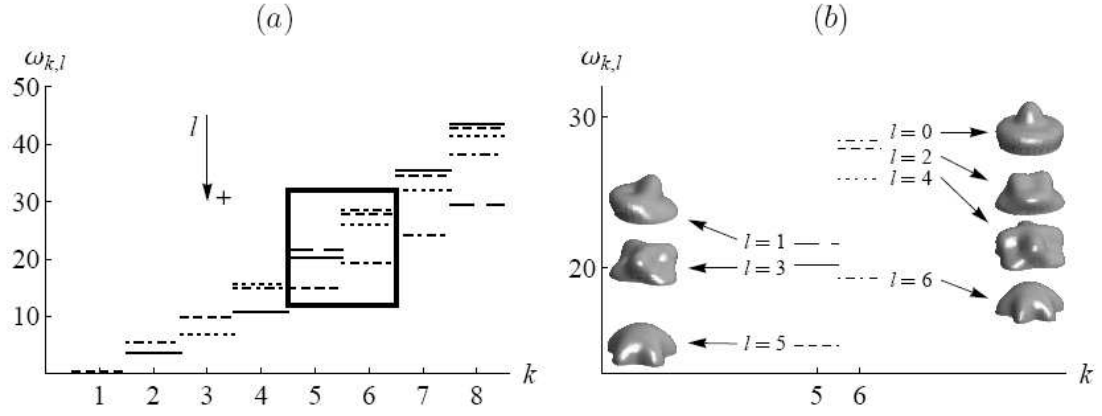 (a)
ω_{k,l}
50
40
30
20
10
l
+
1 2 3 4 5 6 7 8 k
(b)
ω_{k,l}
30
20
l = 0
l = 2
l = 4
l = 1
l = 3
l = 6
l = 5
5 6 k